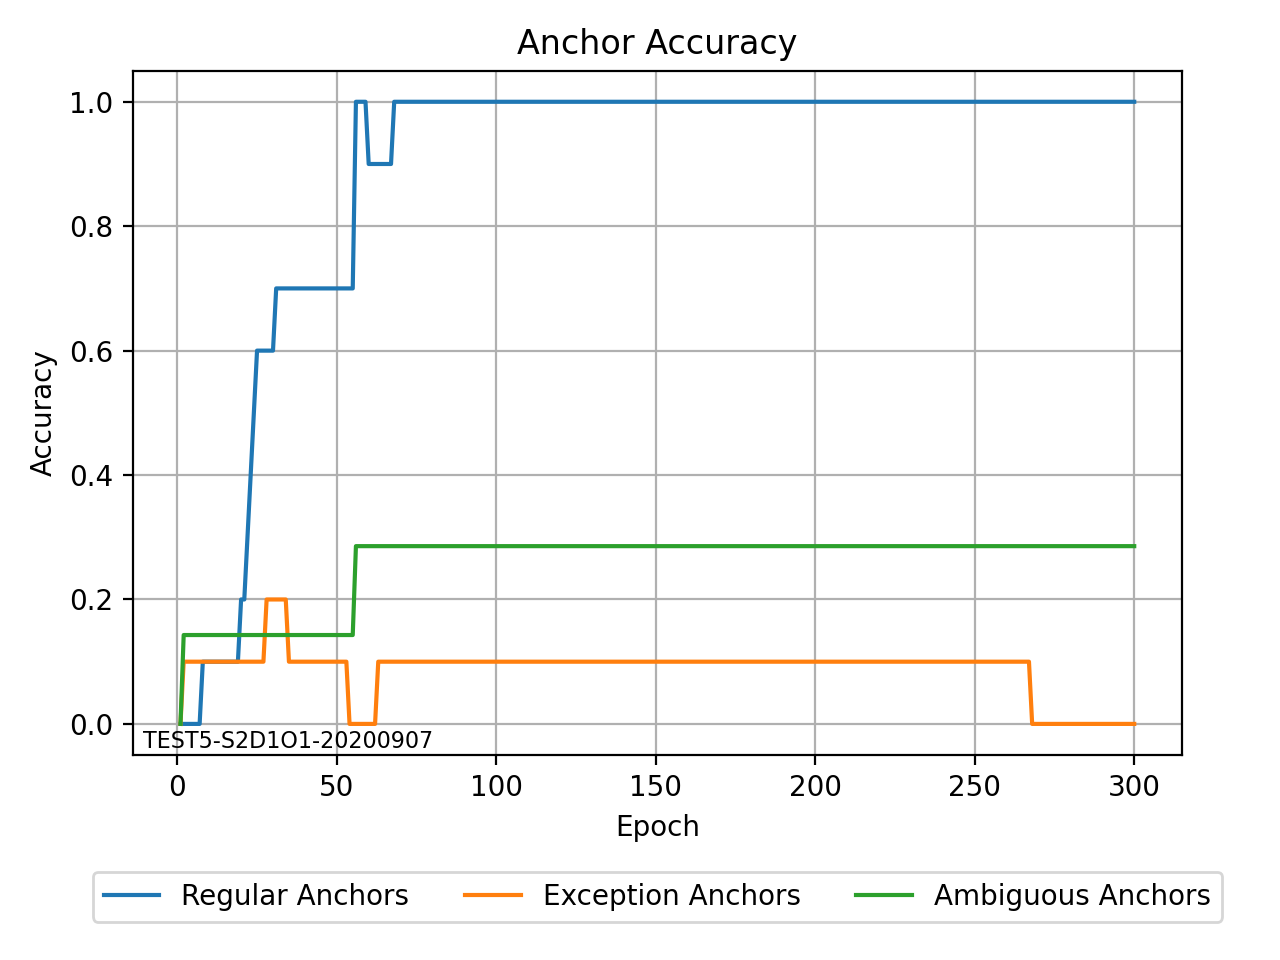 Anchor Accuracy
1.0
0.8
0.6
0.4
0.2
0.0
Accuracy
TEST5-S2D1O1-20200907
0 50 100 150 200 250 300
Epoch
Regular Anchors Exception Anchors Ambiguous Anchors